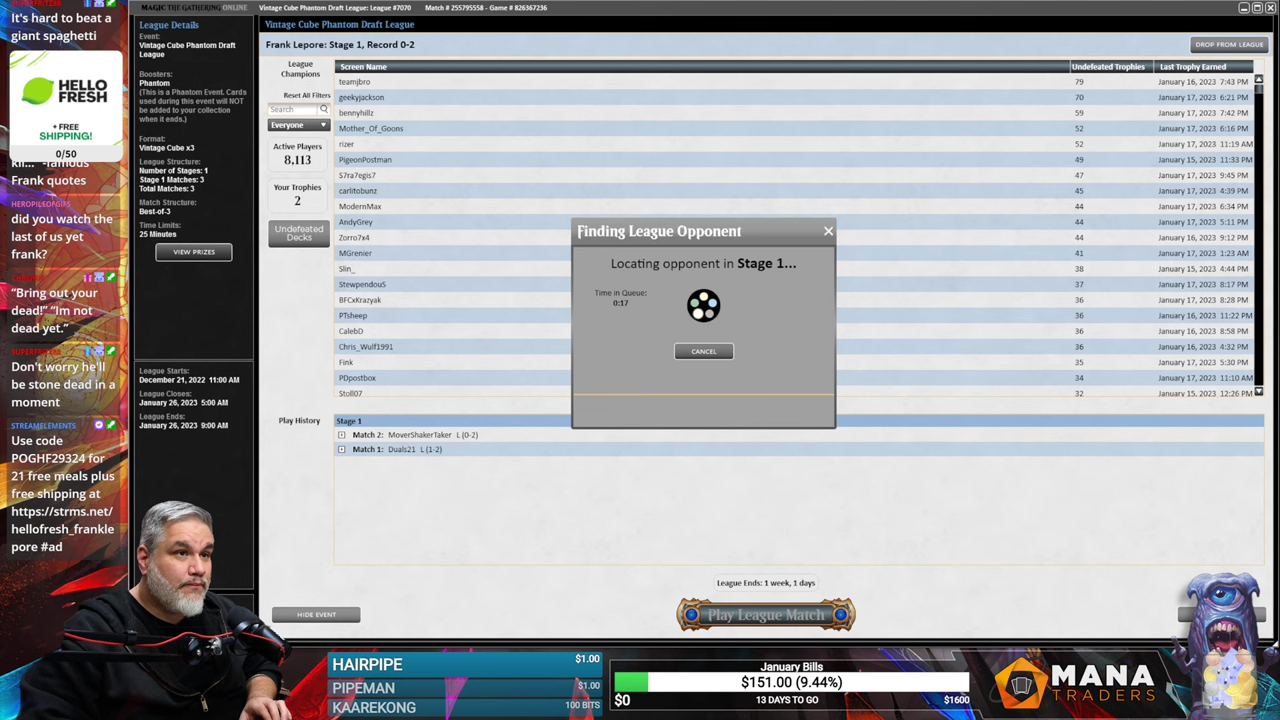 SUPERFRITZ88
It's hard to beat a
giant spaghetti
HELLO
FRESH
+ FREE
SHIPPING!
0/50
-famous
Frank quotes
HEROPILEOFGIFS
did you watch the
last of us yet
frank?
"Bring out your
dead!" "Im not
dead yet."
Don't worry he'll
be stone dead in a
moment
STREAMELEMENTS
Use code
POGHF29324 for
21 free meals plus
free shipping at
https://strms.net/
hellofresh_frankle
pore #ad
MAGIC THE GATHERING ONLINE
Vintage Cube Phantom Draft League: League #7070 Match # 255795558 - Game # 826367236
League Details
Event:
Vintage Cube Phantom Draft
League
Boosters:
Phantom
(This is a Phantom Event. Cards
used during this event will NOT
be added to your collection
when it ends.)
Format:
Vintage Cube x3
League Structure:
Number of Stages: 1
Stage 1 Matches: 3
Total Matches: 3
Match Structure:
Best-of-3
Time Limits:
25 Minutes
VIEW PRIZES
League Starts:
December 21, 2022 11:00 AM
League Closes:
January 26, 2023 5:00 AM
League Ends:
January 26, 2023 9:00 AM
Vintage Cube Phantom Draft League
Frank Lepore: Stage 1, Record 0-2
DROP FROM LEAGUE
League
Champions
Reset All Filters
Search
Everyone
Active Players
8,113
Your Trophies
2
Undefeated
Decks
Screen Name Undefeated Trophies Last Trophy Earned
teamjbro 79 January 16, 2023 7:43 PM
geekyjackson 70 January 17, 2023 6:21 PM
bennyhillz 59 January 17, 2023 7:42 PM
Mother_Of_Goons 52 January 17, 2023 6:16 PM
rizer 52 January 17, 2023 11:19 AM
PigeonPostman 49 January 15, 2023 11:33 PM
S7ra7egis7 47 January 17, 2023 9:45 PM
carlitobunz 45 January 17, 2023 4:39 PM
ModernMax 44 January 17, 2023 6:34 PM
AndyGrey 44 January 17, 2023 5:11 PM
Zorro7x4 44 January 16, 2023 9:12 PM
MGrenier 41 January 17, 2023 3:23 AM
Slin_ 38 January 15, 2023 4:44 PM
StewpendouS 37 January 17, 2023 8:17 PM
BFCxKrazyak 36 January 17, 2023 8:28 PM
PTsheep 36 January 16, 2023 11:22 PM
CalebD 36 January 16, 2023 8:58 PM
Chris_Wulf1991 36 January 16, 2023 4:32 PM
Fink 35 January 17, 2023 5:30 PM
PDpostbox 34 January 17, 2023 11:10 AM
Stoll07 32 January 15, 2023 12:26 PM
Finding League Opponent
Locating opponent in Stage 1...
Time in Queue:
0:17
CANCEL
Play History
Stage 1
Match 2: MoverShakerTaker L (0-2)
Match 1: Duals21 L (1-2)
League Ends: 1 week, 1 days
HIDE EVENT
Play League Match
HAIRPIPE $1.00
PIPEMAN $1.00
KAAREKONG 100 BITS
January Bills
$151.00 (9.44%)
$0 13 DAYS TO GO $1600
MANA
TRADERS